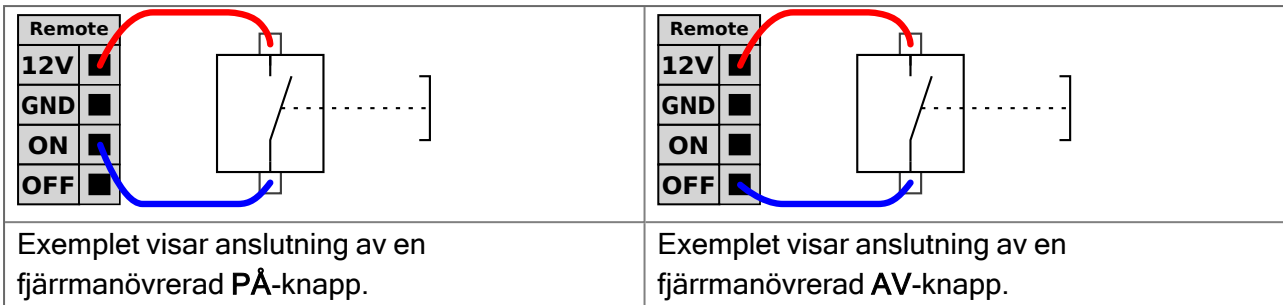 Remote
12V
GND
ON
OFF
Exemplet visar anslutning av en
fjärrmanövrerad PÅ-knapp.
Remote
12V
GND
ON
OFF
Exemplet visar anslutning av en
fjärrmanövrerad AV-knapp.